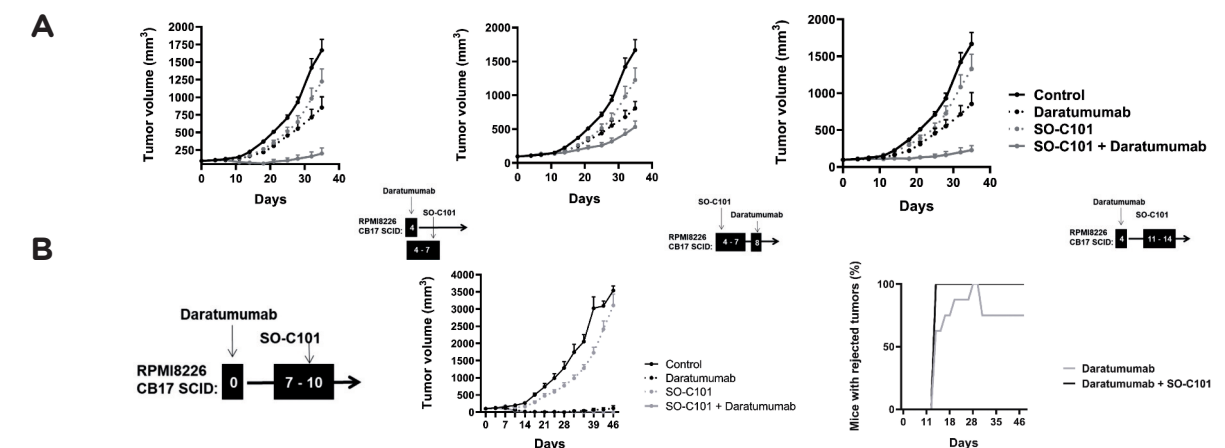 A
Tumor volume (mm3)
2000
1750
1500
1250
1000
750
500
250
0 10 20 30 40
Days
Tumor volume (mm3)
2000
1500
1000
500
0
0 10 20 30 40
Days
Tumor volume (mm3)
2000
1500
1000
500
0
0 10 20 30 40
Days
Control
Daratumumab
SO-C101
SO-C101 + Daratumumab
Daratumumab
SO-C101
RPMI8226
CB17 SCID:
4
4 - 7
SO-C101
Daratumumab
RPMI8226
CB17 SCID:
4 - 7
8
Daratumumab
SO-C101
RPMI8226
CB17 SCID:
4
11 - 14
B
Daratumumab
SO-C101
RPMI8226
CB17 SCID:
0
7 - 10
Tumor volume (mm3)
4000
3500
3000
2500
2000
1500
1000
500
0
0 7 14 21 28 39 46
Days
Control
Daratumumab
SO-C101
SO-C101 + Daratumumab
Mice with rejected tumors (%)
100
50
0
0 11 16 28 35 46
Days
Daratumumab
Daratumumab + SO-C101